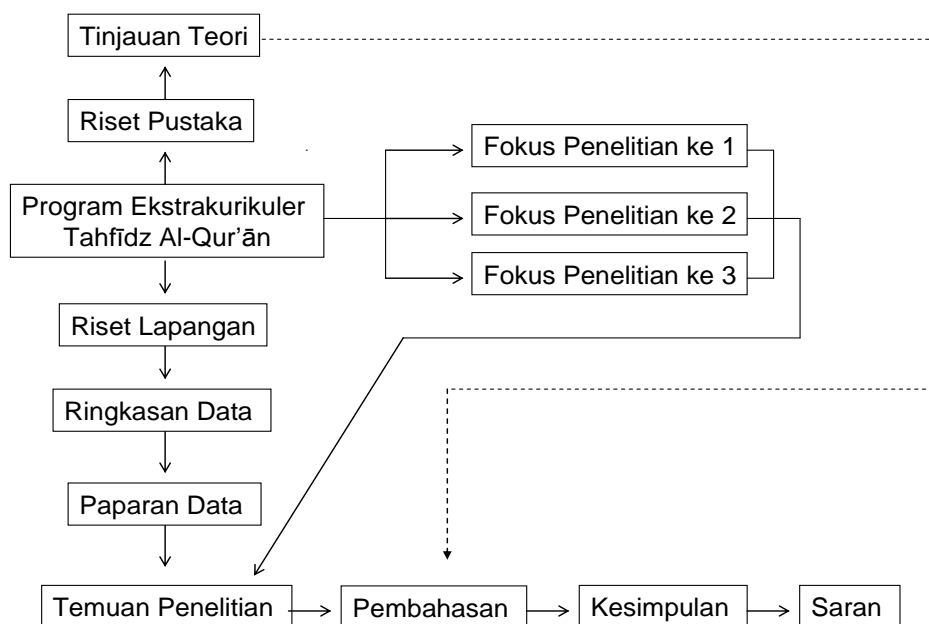 Tinjauan Teori
Riset Pustaka
Program Ekstrakurikuler
Tahfīdz Al-Qur’ān
Fokus Penelitian ke 1
Fokus Penelitian ke 2
Fokus Penelitian ke 3
Riset Lapangan
Ringkasan Data
Paparan Data
Temuan Penelitian
Pembahasan
Kesimpulan
Saran